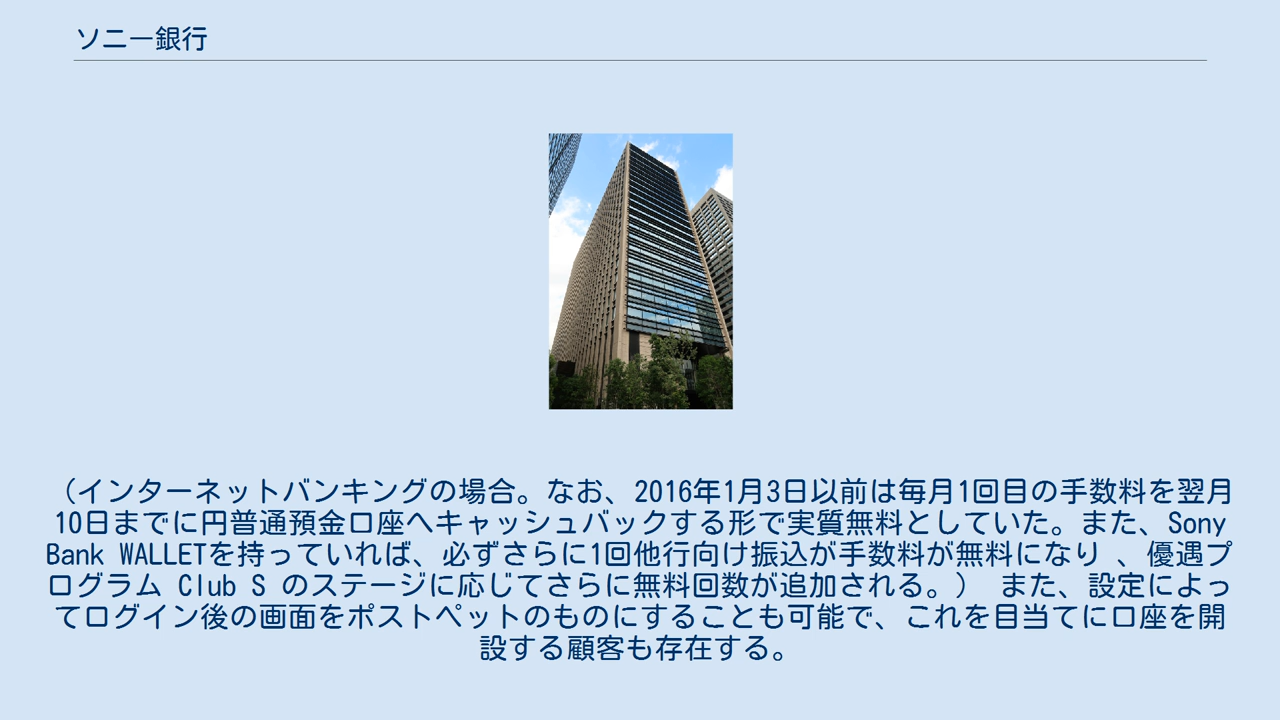 ソニー銀行
（インターネットバンキングの場合。なお、2016年1月3日以前は毎月1回目の手数料を翌月
10日までに円普通預金口座へキャッシュバックする形で実質無料としていた。また、Sony
Bank WALLETを持っていれば、必ずさらに1回他行向け振込が手数料が無料になり 、優遇プ
ログラム Club S のステージに応じてさらに無料回数が追加される。） また、設定によっ
てログイン後の画面をポストペットのものにすることも可能で、これを目当てに口座を開
設する顧客も存在する。